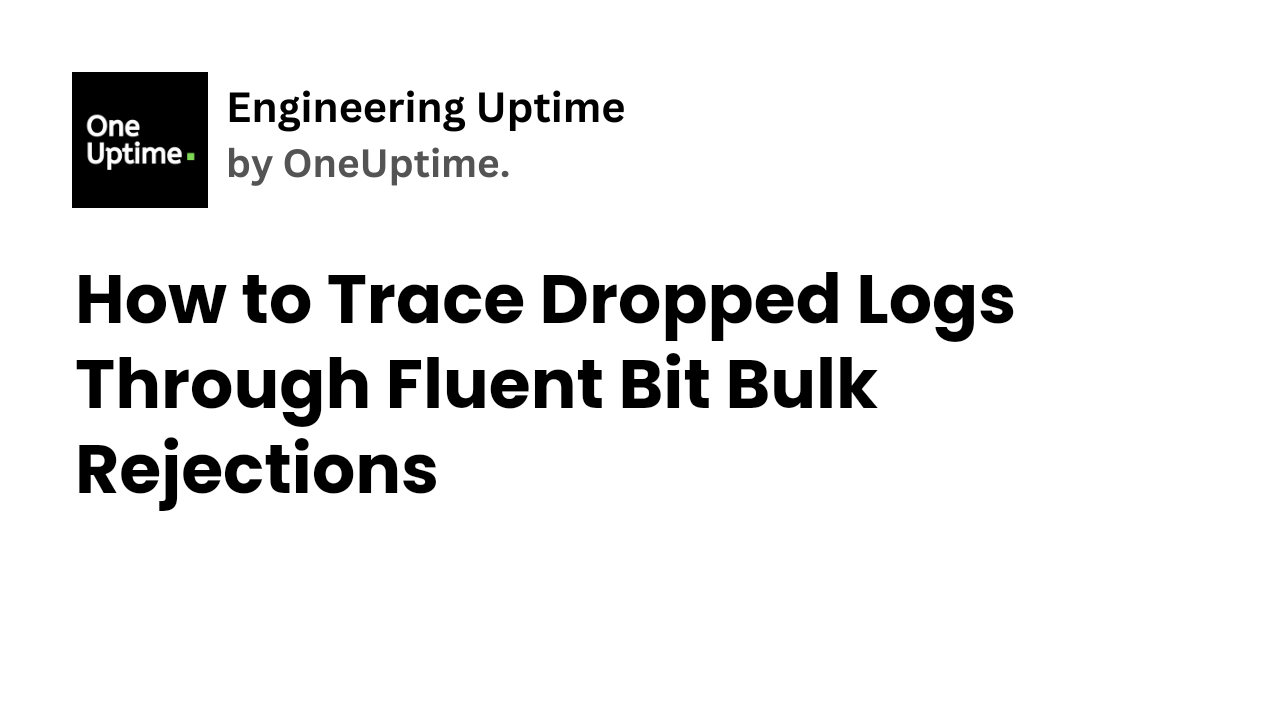 One
Uptime
Engineering Uptime
by OneUptime.
How to Trace Dropped Logs
Through Fluent Bit Bulk
Rejections